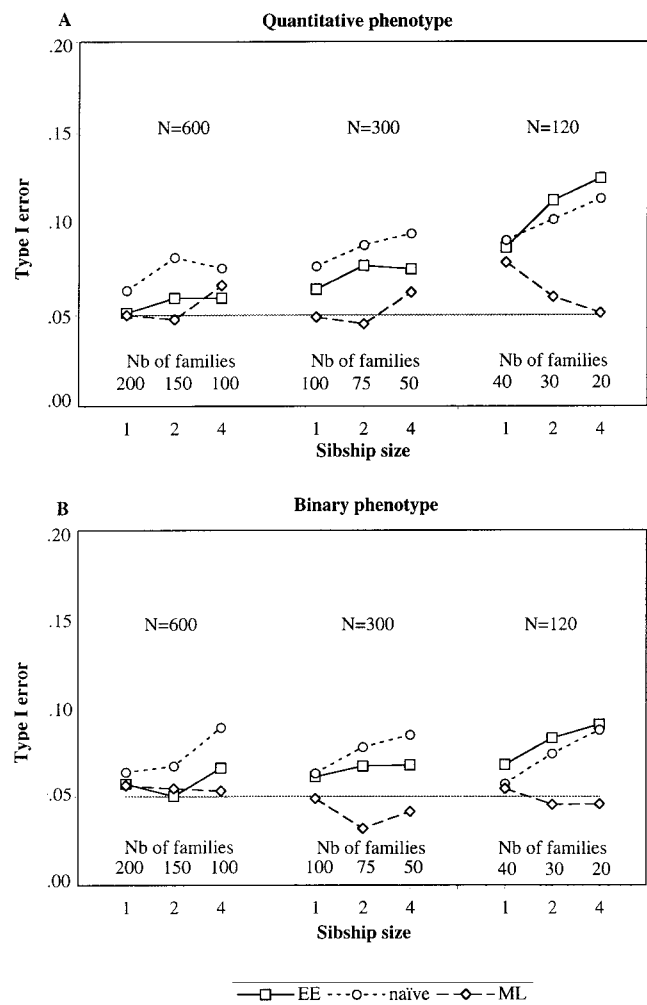 A Quantitative phenotype
.20
.15
.10
.05
.00
Type I error
N=600 N=300 N=120
Nb of families Nb of families Nb of families
200 150 100 100 75 50 40 30 20
1 2 4 1 2 4 1 2 4
Sibship size
B Binary phenotype
.20
.15
.10
.05
.00
Type I error
N=600 N=300 N=120
Nb of families Nb of families Nb of families
200 150 100 100 75 50 40 30 20
1 2 4 1 2 4 1 2 4
Sibship size
EE naïve ML